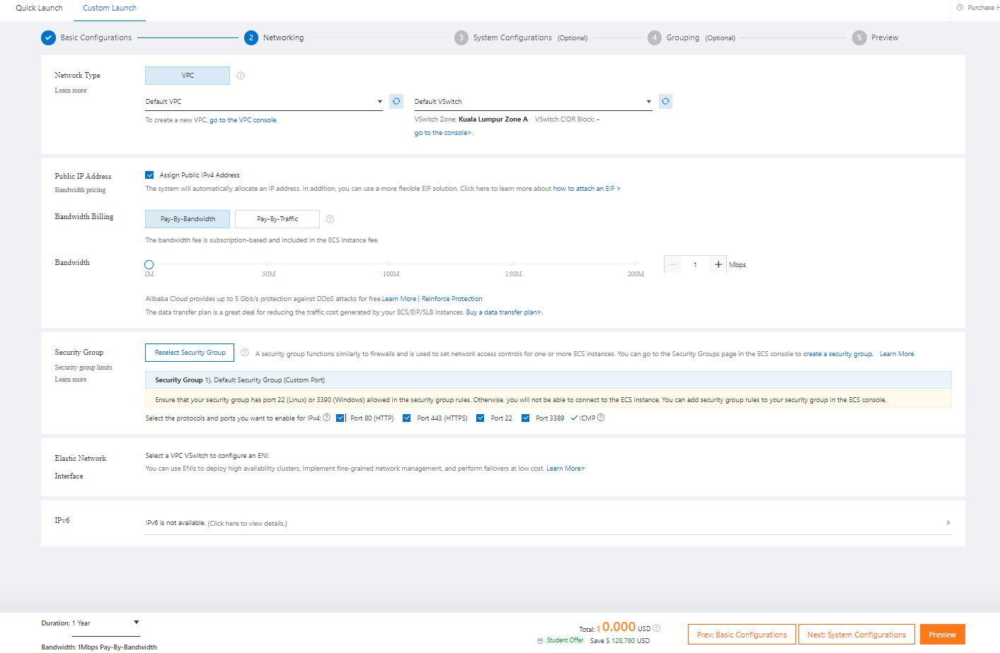 Quick Launch Custom Launch Purchase H
Basic Configurations 2 Networking 3 System Configurations (Optional) 4 Grouping (Optional) 5 Preview
Network Type VPC
Learn more
Default VPC Default VSwitch
To create a new VPC, go to the VPC console. VSwitch Zone: Kuala Lumpur Zone A VSwitch CIDR Block: -
go to the console>.
Public IP Address Assign Public IPv4 Address
Bandwidth pricing The system will automatically allocate an IP address. In addition, you can use a more flexible EIP solution. Click here to learn more about how to attach an EIP >
Bandwidth Billing Pay-By-Bandwidth Pay-By-Traffic
The bandwidth fee is subscription-based and included in the ECS instance fee.
Bandwidth 1 Mbps
1M 50M 100M 150M 200M
Alibaba Cloud provides up to 5 Gbit/s protection against DDoS attacks for free.Learn More | Reinforce Protection
The data transfer plan is a great deal for reducing the traffic cost generated by your ECS/EIP/SLB instances. Buy a data transfer plan>.
Security Group Reselect Security Group A security group functions similarly to firewalls and is used to set network access controls for one or more ECS instances. You can go to the Security Groups page in the ECS console to create a security group. Learn More
Security group limits
Learn more
Security Group 1). Default Security Group (Custom Port)
Ensure that your security group has port 22 (Linux) or 3390 (Windows) allowed in the security group rules. Otherwise, you will not be able to connect to the ECS instance. You can add security group rules to your security group in the ECS console.
Select the protocols and ports you want to enable for IPv4: Port 80 (HTTP) Port 443 (HTTPS) Port 22 Port 3389 ICMP
Elastic Network Interface
Select a VPC VSwitch to configure an ENI.
You can use ENIs to deploy high availability clusters, implement fine-grained network management, and perform failovers at low cost. Learn More>
IPv6 IPv6 is not available. (Click here to view details.)
Duration: 1 Year
Bandwidth: 1Mbps Pay-By-Bandwidth
Total: $ 0.000 USD
Student Offer Save $ 128.760 USD
Prev: Basic Configurations Next: System Configurations Preview